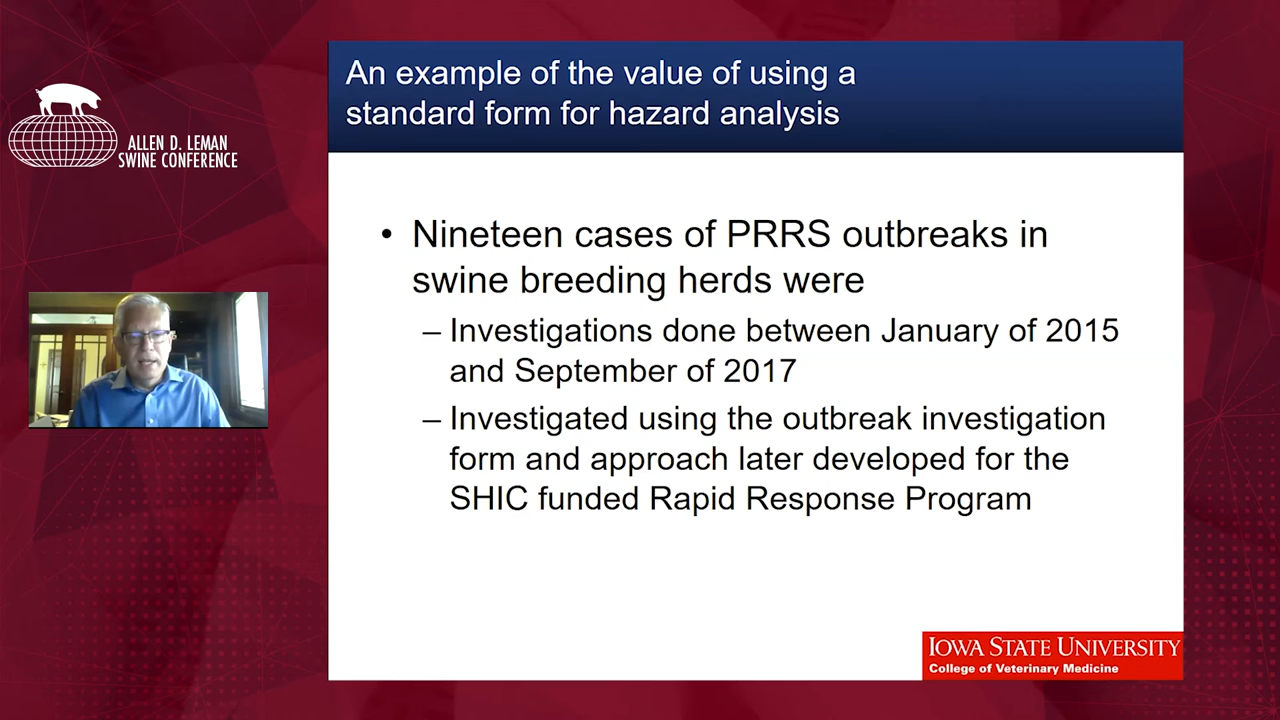 ALLEN D. LEMAN
SWINE CONFERENCE
An example of the value of using a
standard form for hazard analysis
• Nineteen cases of PRRS outbreaks in
swine breeding herds were
– Investigations done between January of 2015
and September of 2017
– Investigated using the outbreak investigation
form and approach later developed for the
SHIC funded Rapid Response Program
IOWA STATE UNIVERSITY
College of Veterinary Medicine